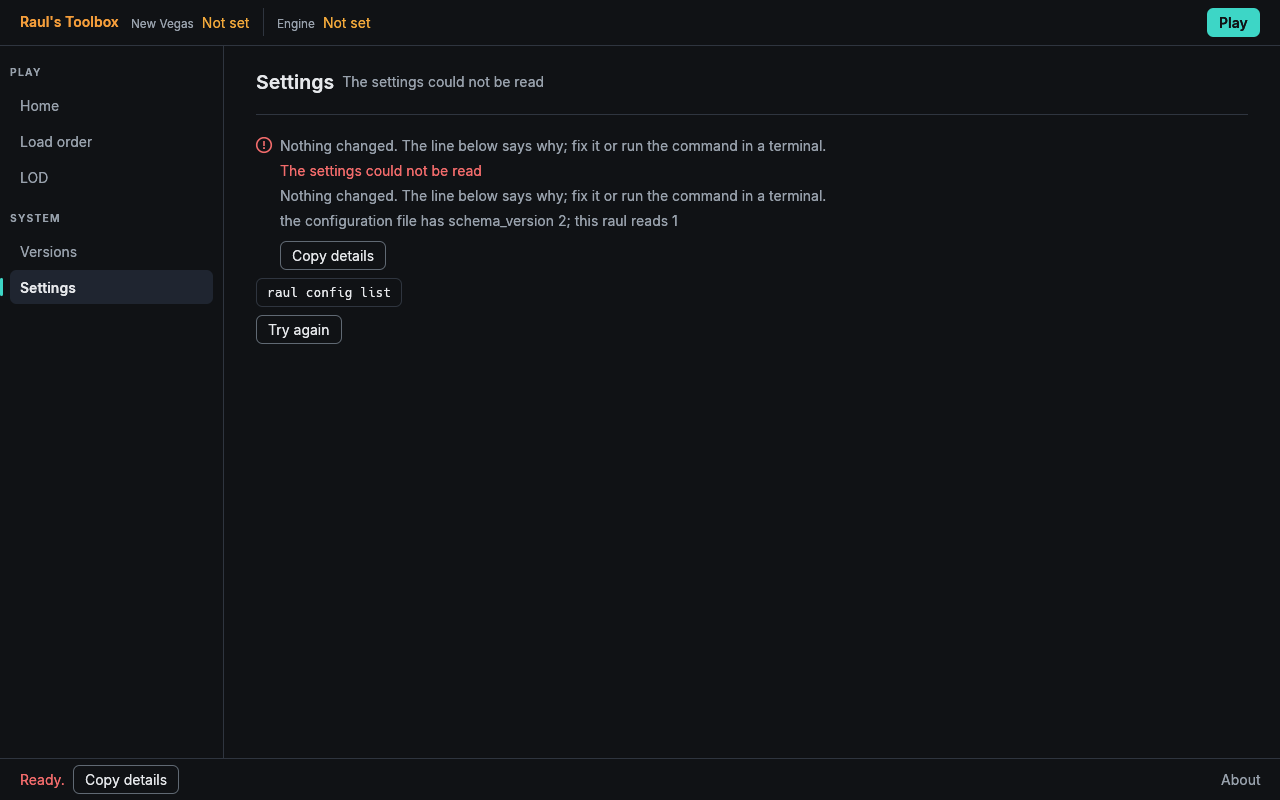 Raul's Toolbox New Vegas Not set Engine Not set Play
PLAY
Home
Load order
LOD
SYSTEM
Versions
Settings
Settings The settings could not be read
Nothing changed. The line below says why; fix it or run the command in a terminal.
The settings could not be read
Nothing changed. The line below says why; fix it or run the command in a terminal.
the configuration file has schema_version 2; this raul reads 1
Copy details
raul config list
Try again
Ready. Copy details About